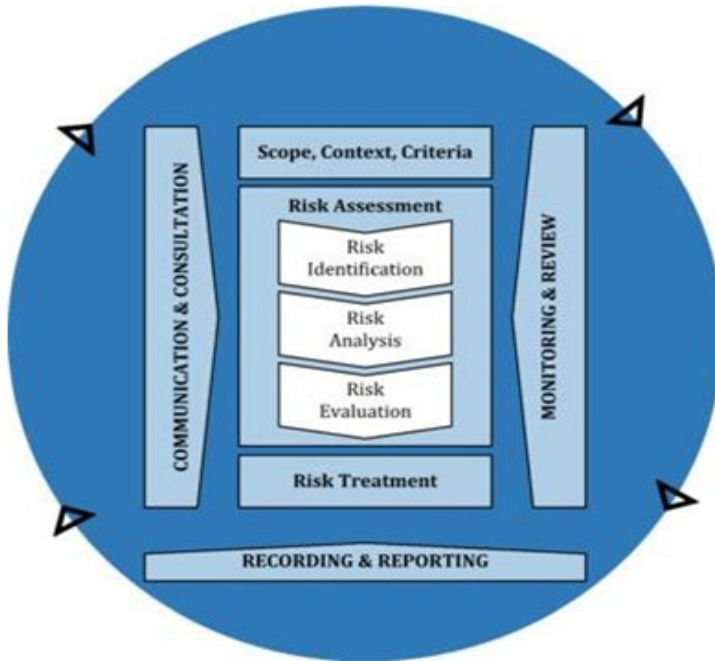 Scope, Context, Criteria
Risk Assessment
Risk
Identification
Risk
Analysis
Risk
Evaluation
Risk Treatment
COMMUNICATION & CONSULTATION
MONITORING & REVIEW
RECORDING & REPORTING